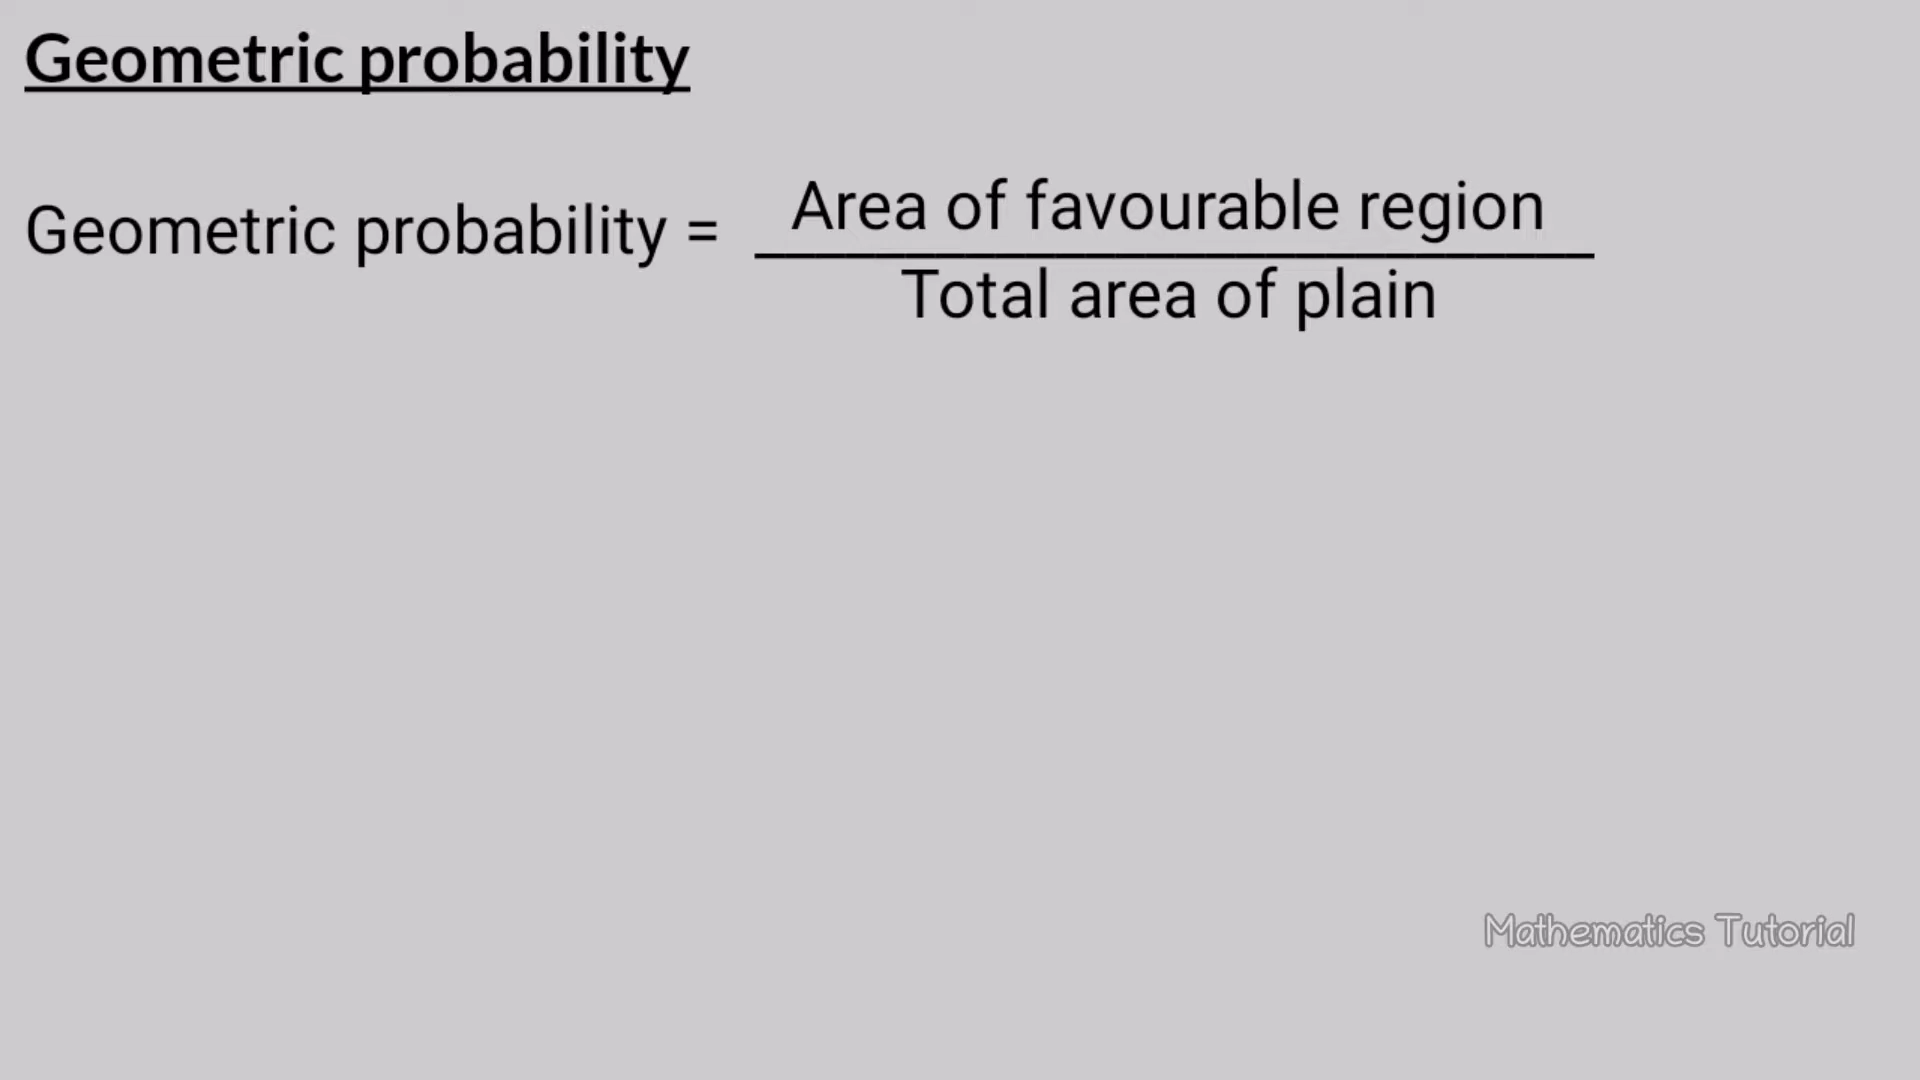 Geometric probability
Geometric probability = Area of favourable region
Total area of plain
Mathematics Tutorial